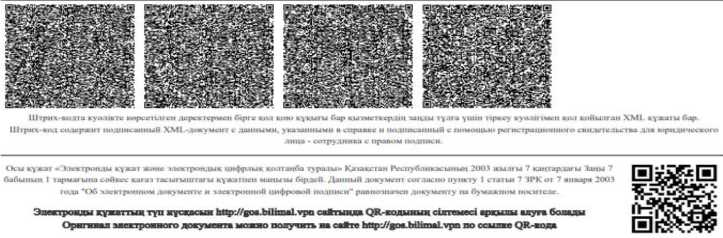 Штрих-кодта куәлікте көрсетілген деректермен бірге қол қою құқығы бар қызметкердің заңды тұлға үшін тіркеу куәлігімен қол қойылған XML құжаты бар.
Штрих-код содержит подписанный XML-документ с данными, указанными в справке и подписанный с помощью регистрационного свидетельства для юридического
лица - сотрудника с правом подписи.
Осы құжат «Электронды құжат және электрондық цифрлық қолтаңба туралы» Қазақстан Республикасының 2003 жылғы 7 қаңтардағы Заңы 7
бабының 1 тармағына сәйкес қағаз тасығыштағы құжатпен маңызы бірдей. Данный документ согласно пункту 1 статьи 7 ЗРК от 7 января 2003
года "Об электронном документе и электронной цифровой подписи" равнозначен документу на бумажном носителе.
Электронды құжаттың түп нұсқасын http://gos.bilimal.vpn сайтында QR-кодының сілтемесі арқылы алуға болады
Оригинал электронного документа можно получить на сайте http://gos.bilimal.vpn по ссылке QR-кода